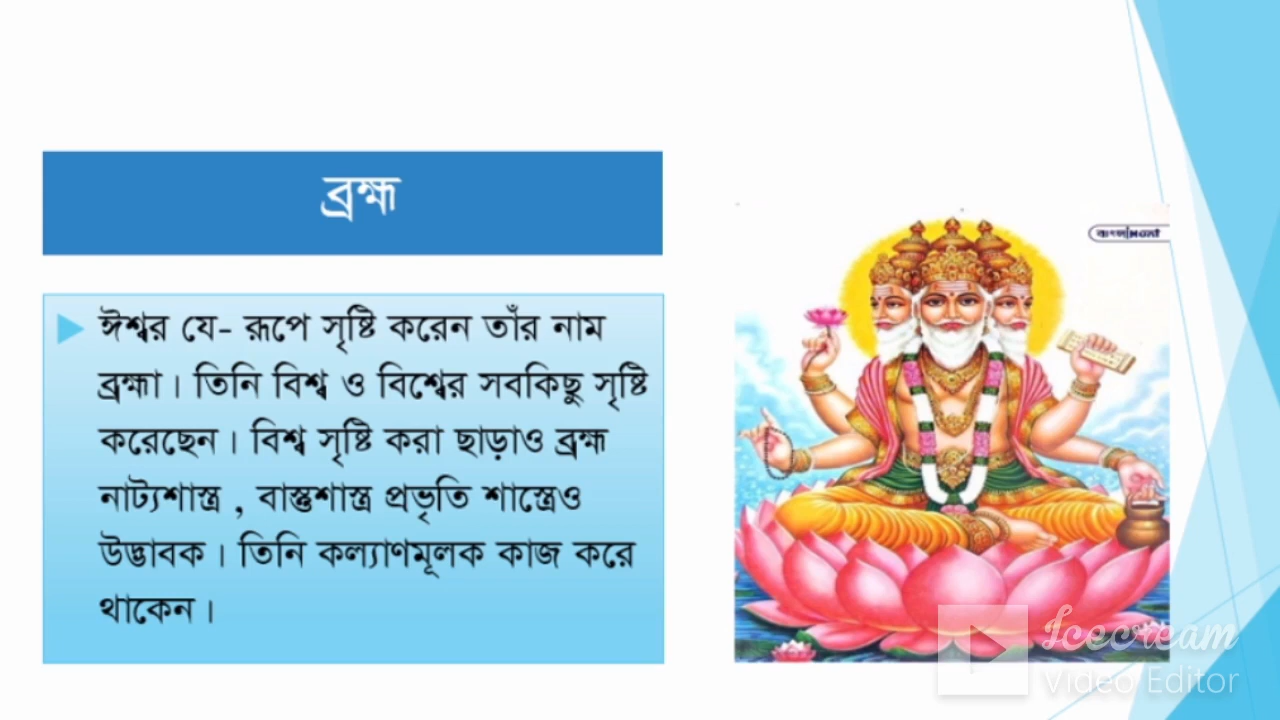 ব্রহ্ম
ঈশ্বর যে- রূপে সৃষ্টি করেন তাঁর নাম
ব্রহ্মা। তিনি বিশ্ব ও বিশ্বের সবকিছু সৃষ্টি
করেছেন। বিশ্ব সৃষ্টি করা ছাড়াও ব্রহ্ম
নাট্যশাস্ত্র , বাস্তুশাস্ত্র প্রভৃতি শাস্ত্রেও
উদ্ভাবক। তিনি কল্যাণমূলক কাজ করে
থাকেন।
Icecream
Video Editor